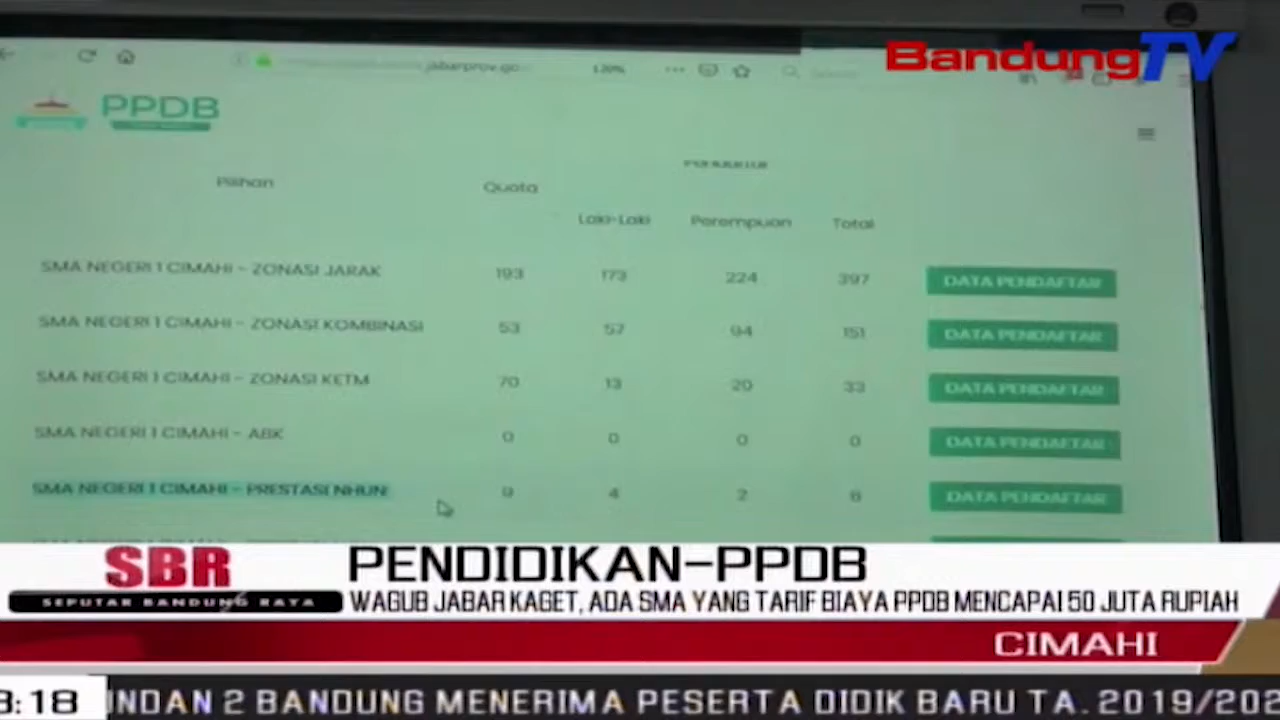 BandungTV
jabarprov.go
120%
PPDB
Pilihan
Quota
Laki-Laki
Perempuan
Total
SMA NEGERI 1 CIMAHI - ZONASI JARAK 193 173 224 397 DATA PENDAFTAR
SMA NEGERI 1 CIMAHI - ZONASI KOMBINASI 53 57 94 151 DATA PENDAFTAR
SMA NEGERI 1 CIMAHI - ZONASI KETM 70 13 20 33 DATA PENDAFTAR
SMA NEGERI 1 CIMAHI - ABK 0 0 0 0 DATA PENDAFTAR
SMA NEGERI 1 CIMAHI - PRESTASI NHUN 9 4 2 6 DATA PENDAFTAR
SBR
SEPUTAR BANDUNG RAYA
PENDIDIKAN-PPDB
WAGUB JABAR KAGET, ADA SMA YANG TARIF BIAYA PPDB MENCAPAI 50 JUTA RUPIAH
CIMAHI
3:18
INDAN 2 BANDUNG MENERIMA PESERTA DIDIK BARU TA. 2019/202